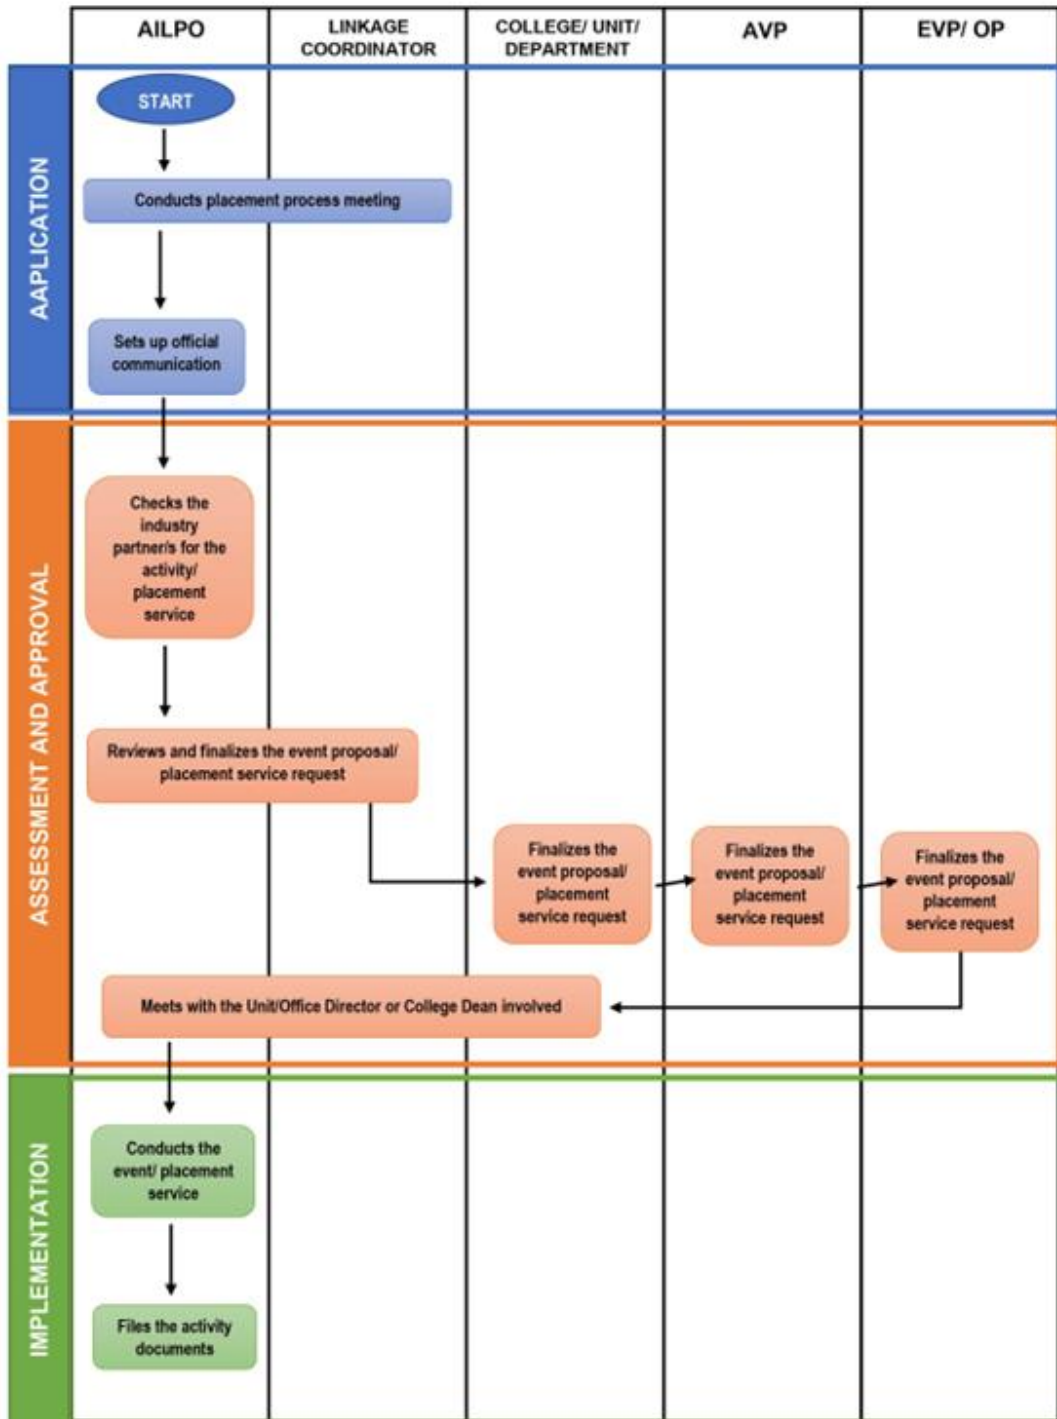 AILPO
LINKAGE
COORDINATOR
COLLEGE/ UNIT/
DEPARTMENT
AVP
EVP/ OP
AAPLICATION
START
Conducts placement process meeting
Sets up official
communication
ASSESSMENT AND APPROVAL
Checks the
industry
partner/s for the
activity/
placement
service
Reviews and finalizes the event proposal/
placement service request
Finalizes the
event proposal/
placement
service request
Finalizes the
event proposal/
placement
service request
Finalizes the
event proposal/
placement
service request
Meets with the Unit/Office Director or College Dean involved
IMPLEMENTATION
Conducts the
event/ placement
service
Files the activity
documents